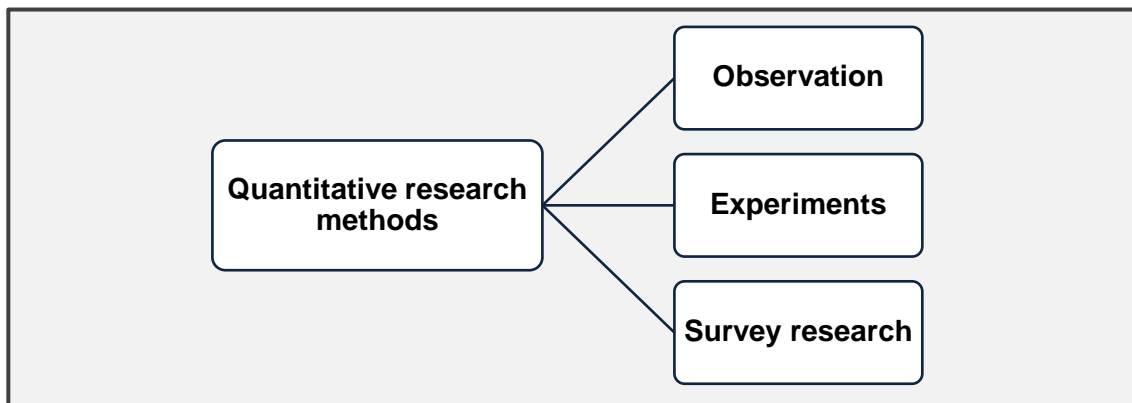 Observation
Quantitative research
methods
Experiments
Survey research